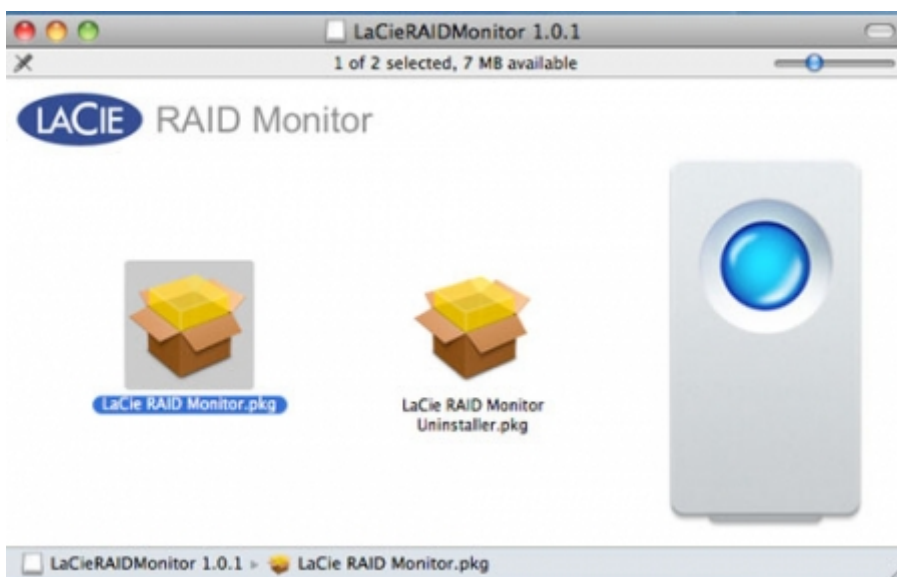 LaCieRAIDMonitor 1.0.1
1 of 2 selected, 7 MB available
LACIE RAID Monitor
LaCie RAID Monitor.pkg
LaCie RAID Monitor
Uninstaller.pkg
LaCieRAIDMonitor 1.0.1 ▸ LaCie RAID Monitor.pkg